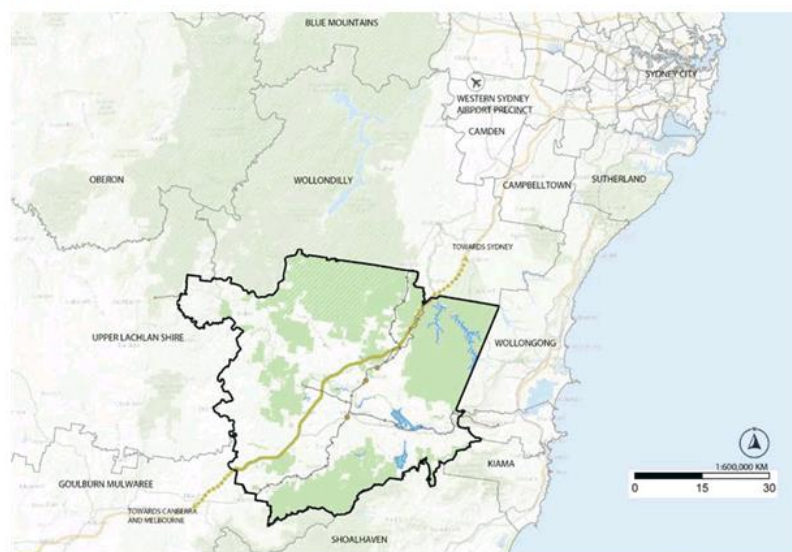 BLUE MOUNTAINS
SYDNEY CITY
WESTERN SYDNEY
AIRPORT PRECINCT
CAMDEN
OBERON
WOLLONDILLY
CAMPBELLTOWN
SUTHERLAND
TOWARDS SYDNEY
UPPER LACHLAN SHIRE
WOLLONGONG
GOULBURN MULWAREE
KIAMA
TOWARDS CANBERRA
AND MELBOURNE
SHOALHAVEN
1:600,000 KM
0 15 30